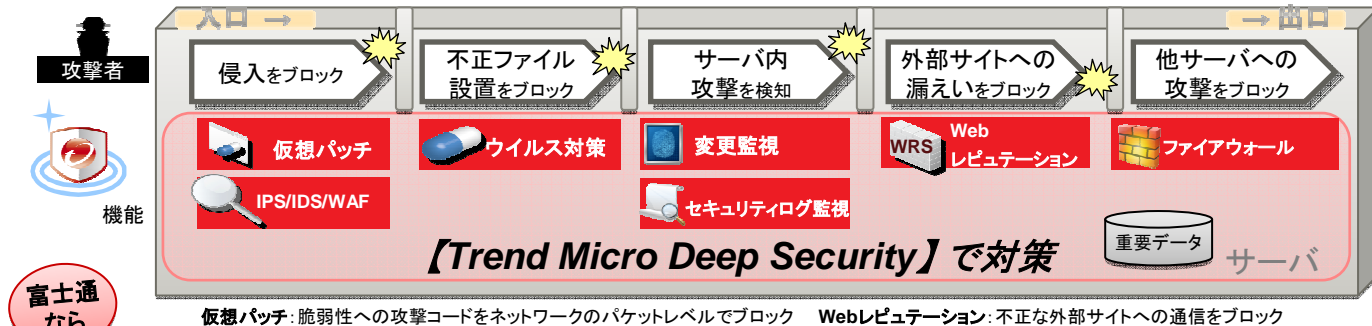 入口 →
→ 出口
攻撃者
侵入をブロック
不正ファイル
設置をブロック
サーバ内
攻撃を検知
外部サイトへの
漏えいをブロック
他サーバへの
攻撃をブロック
機能
仮想パッチ
IPS/IDS/WAF
ウイルス対策
変更監視
セキュリティログ監視
WRS
Web
レピュテーション
ファイアウォール
【Trend Micro Deep Security】で対策
重要データ
サーバ
富士通
なら
仮想パッチ：脆弱性への攻撃コードをネットワークのパケットレベルでブロック　Webレピュテーション：不正な外部サイトへの通信をブロック